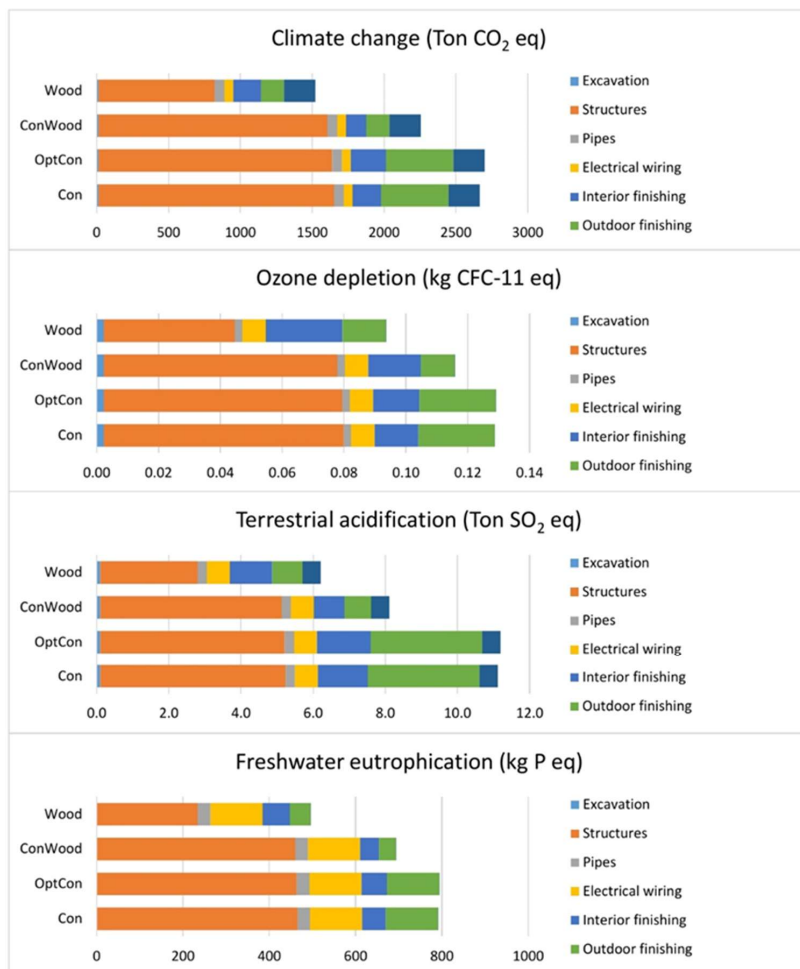 Climate change (Ton CO₂ eq)
Wood
ConWood
OptCon
Con
0 500 1000 1500 2000 2500 3000
Excavation
Structures
Pipes
Electrical wiring
Interior finishing
Outdoor finishing
Ozone depletion (kg CFC-11 eq)
Wood
ConWood
OptCon
Con
0.00 0.02 0.04 0.06 0.08 0.10 0.12 0.14
Excavation
Structures
Pipes
Electrical wiring
Interior finishing
Outdoor finishing
Terrestrial acidification (Ton SO₂ eq)
Wood
ConWood
OptCon
Con
0.0 2.0 4.0 6.0 8.0 10.0 12.0
Excavation
Structures
Pipes
Electrical wiring
Interior finishing
Outdoor finishing
Freshwater eutrophication (kg P eq)
Wood
ConWood
OptCon
Con
0 200 400 600 800 1000
Excavation
Structures
Pipes
Electrical wiring
Interior finishing
Outdoor finishing